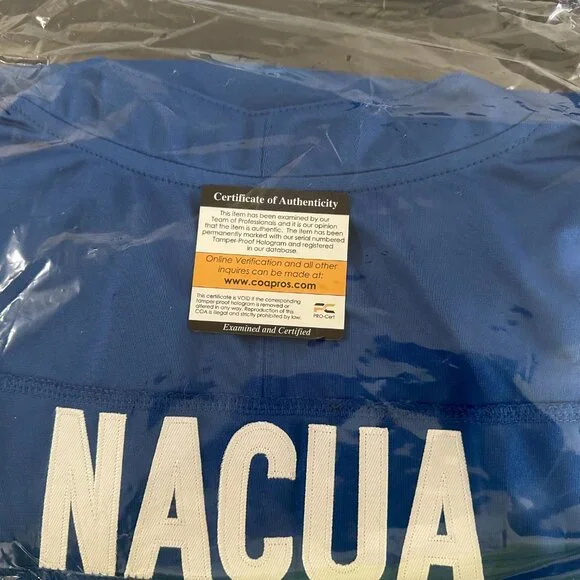 Certificate of Authenticity
This item has been examined by our
Team of Professionals and it is our opinion
that the item is authentic. The item has been
permanently marked with our serial numbered
Tamper-Proof Hologram and registered
in our database.
Online Verification and all other
inquires can be made at:
www.coapros.com
This certificate is VOID if the corresponding
tamper-proof hologram is removed or
altered in any way. Reproduction of this
COA is illegal and strictly prohibited by law.
PRO-Cert
Examined and Certified
NACUA